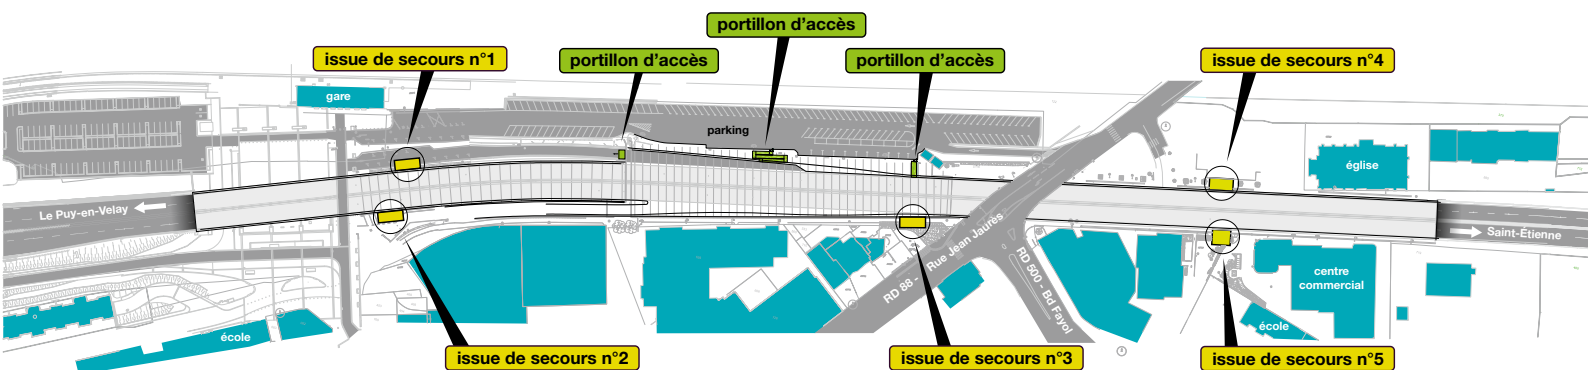 portillon d'accès
issue de secours n°1
portillon d'accès
portillon d'accès
issue de secours n°4
gare
parking
église
Le Puy-en-Velay
Saint-Étienne
RD 88 - Rue Jean Jaurès
RD 500 - Bd Fayol
centre
commercial
école
école
issue de secours n°2
issue de secours n°3
issue de secours n°5